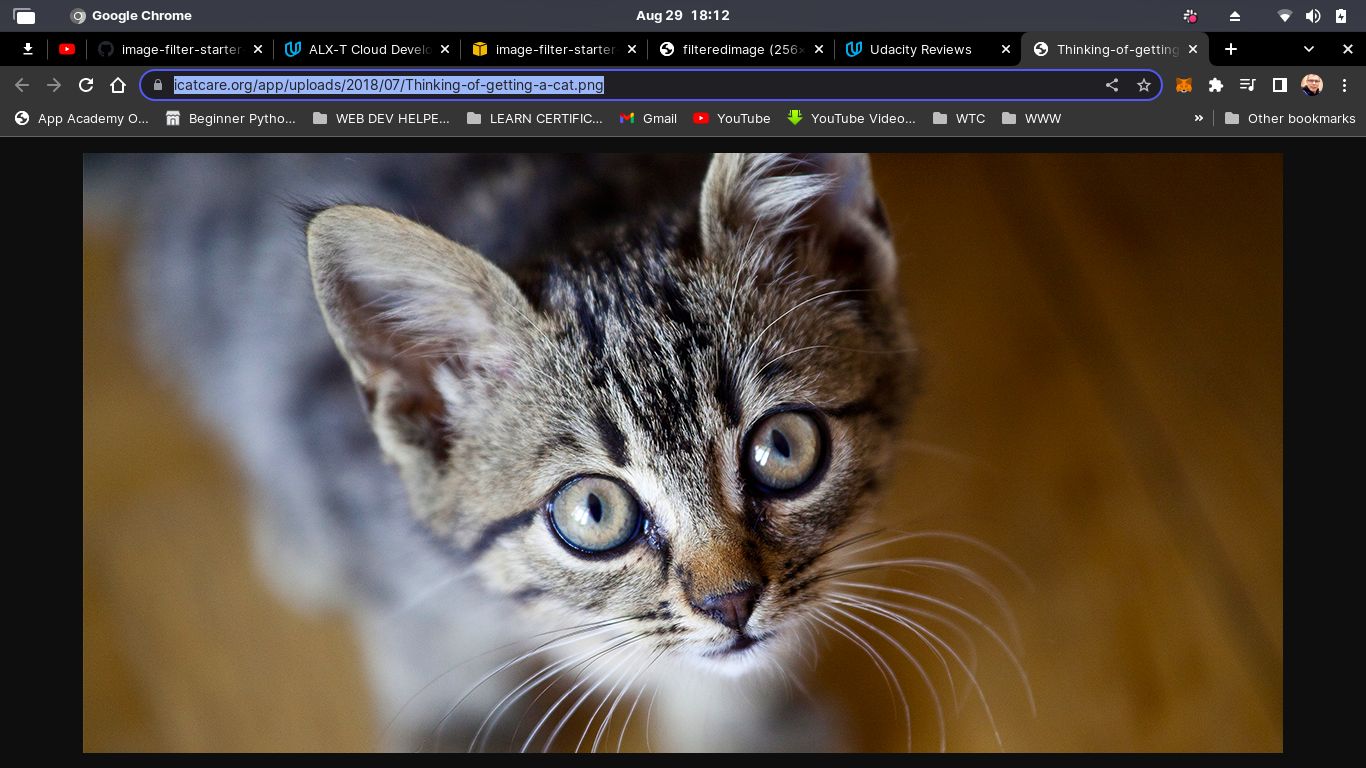 Google Chrome
Aug 29 18:12
image-filter-starter
ALX-T Cloud Develo
image-filter-starter
filteredimage (256×
Udacity Reviews
Thinking-of-getting
icatcare.org/app/uploads/2018/07/Thinking-of-getting-a-cat.png
App Academy O...
Beginner Pytho...
WEB DEV HELPE...
LEARN CERTIFIC...
Gmail
YouTube
YouTube Video...
WTC
WWW
»
Other bookmarks